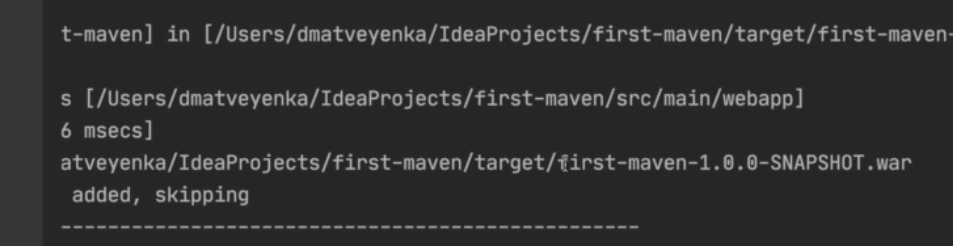 t-maven] in [/Users/dmatveyenka/IdeaProjects/first-maven/target/first-maven-
s [/Users/dmatveyenka/IdeaProjects/first-maven/src/main/webapp]
6 msecs]
atveyenka/IdeaProjects/first-maven/target/first-maven-1.0.0-SNAPSHOT.war
added, skipping
------------------------------------------------